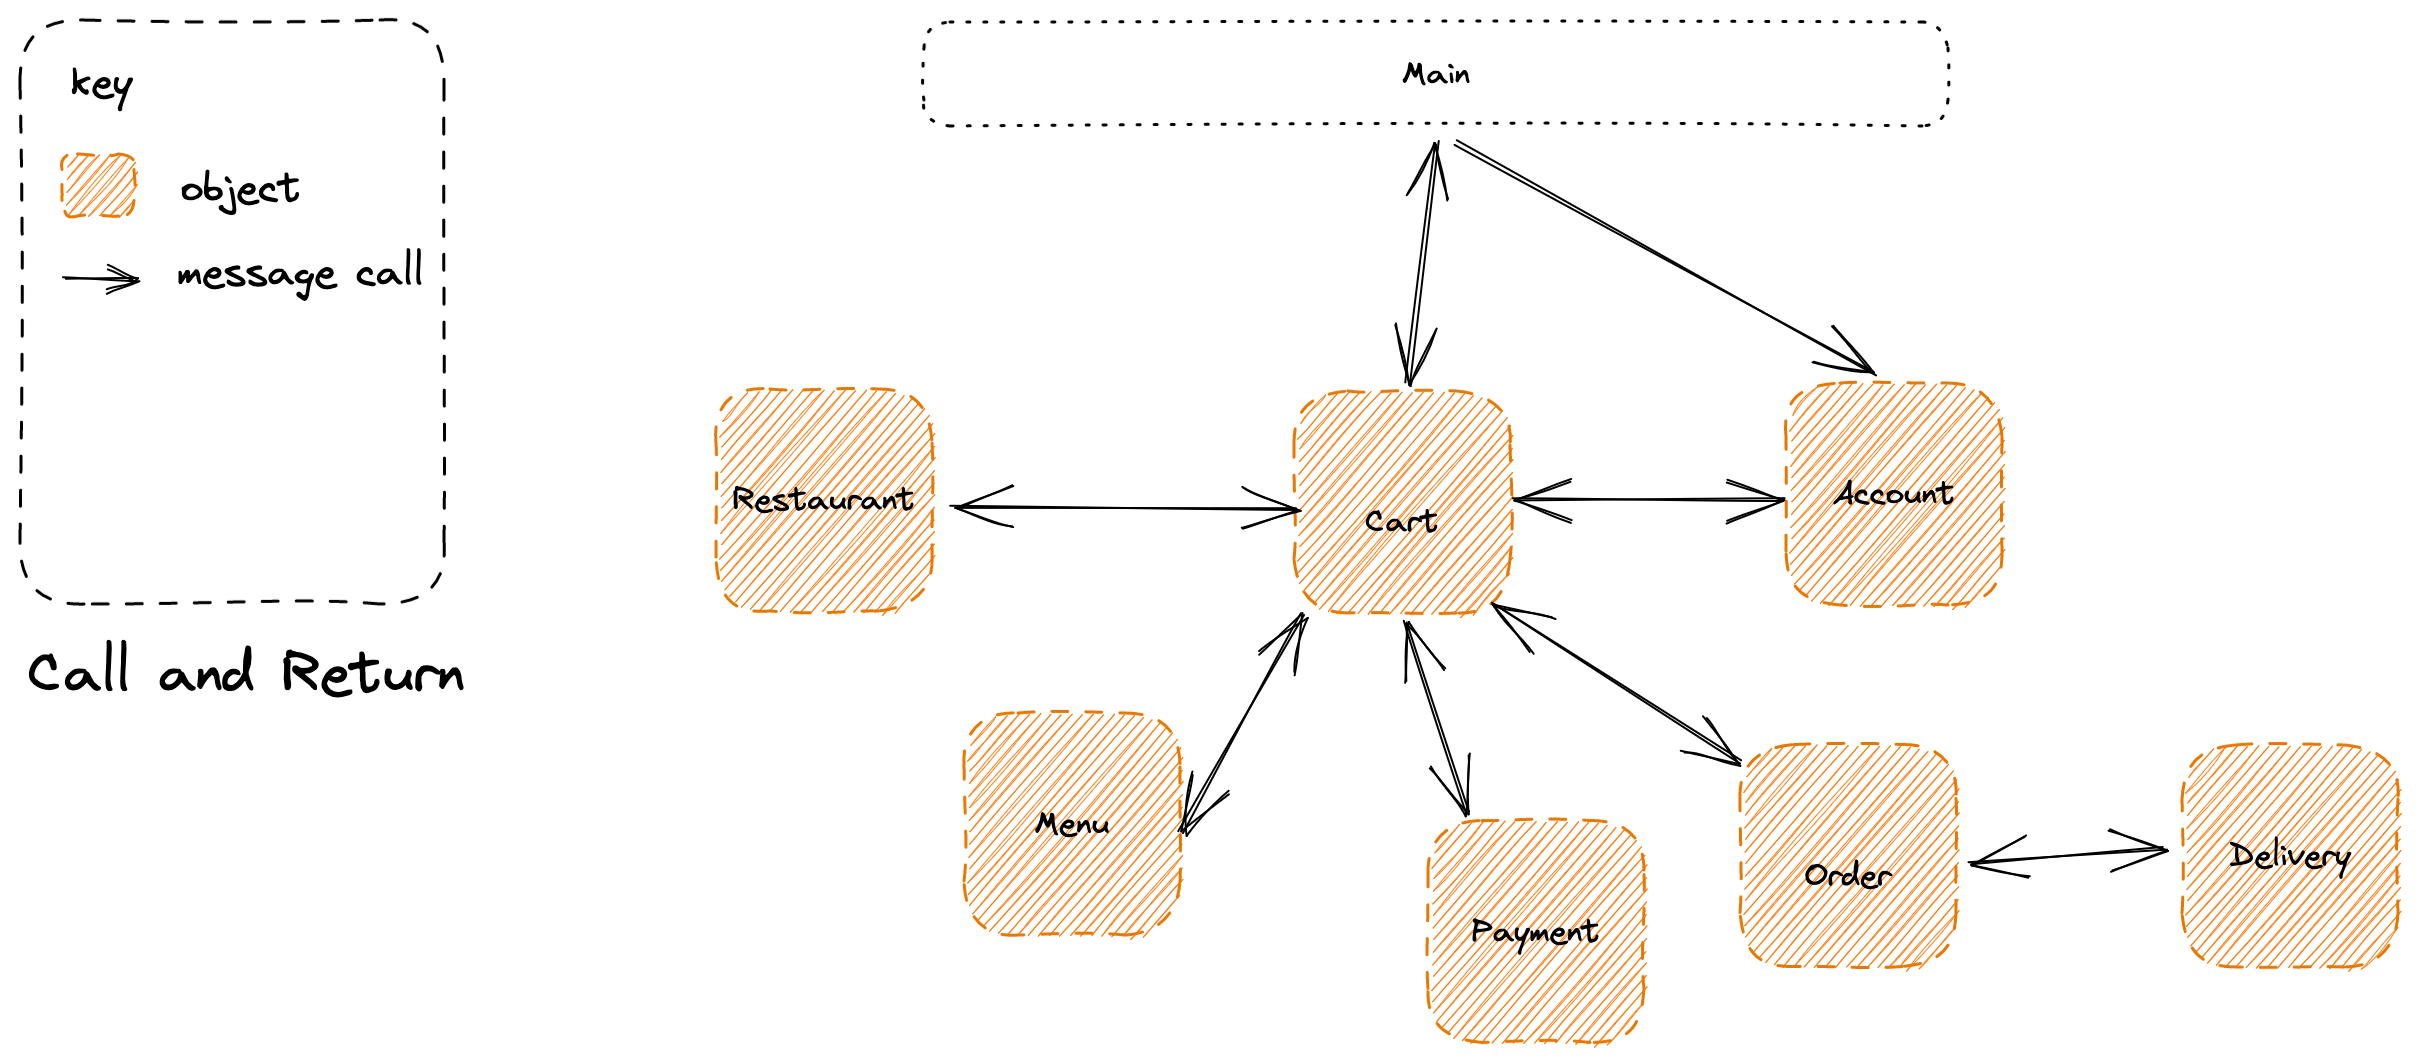 key
object
message call
Call and Return
Main
Restaurant
Cart
Account
Menu
Payment
Order
Delivery